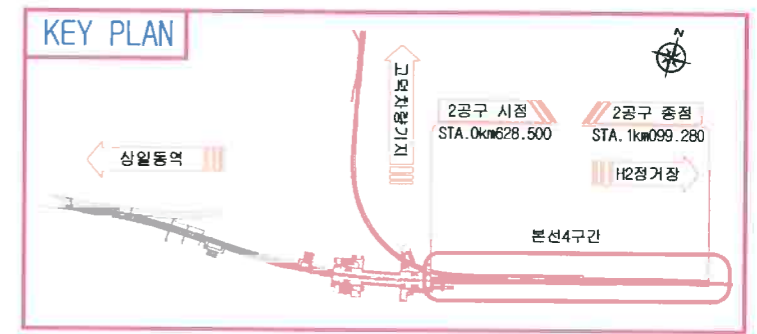 KEY PLAN
N
고덕차량기지
2공구 시점
STA.0km628.500
2공구 종점
STA.1km099.280
상일동역
H2정거장
본선4구간